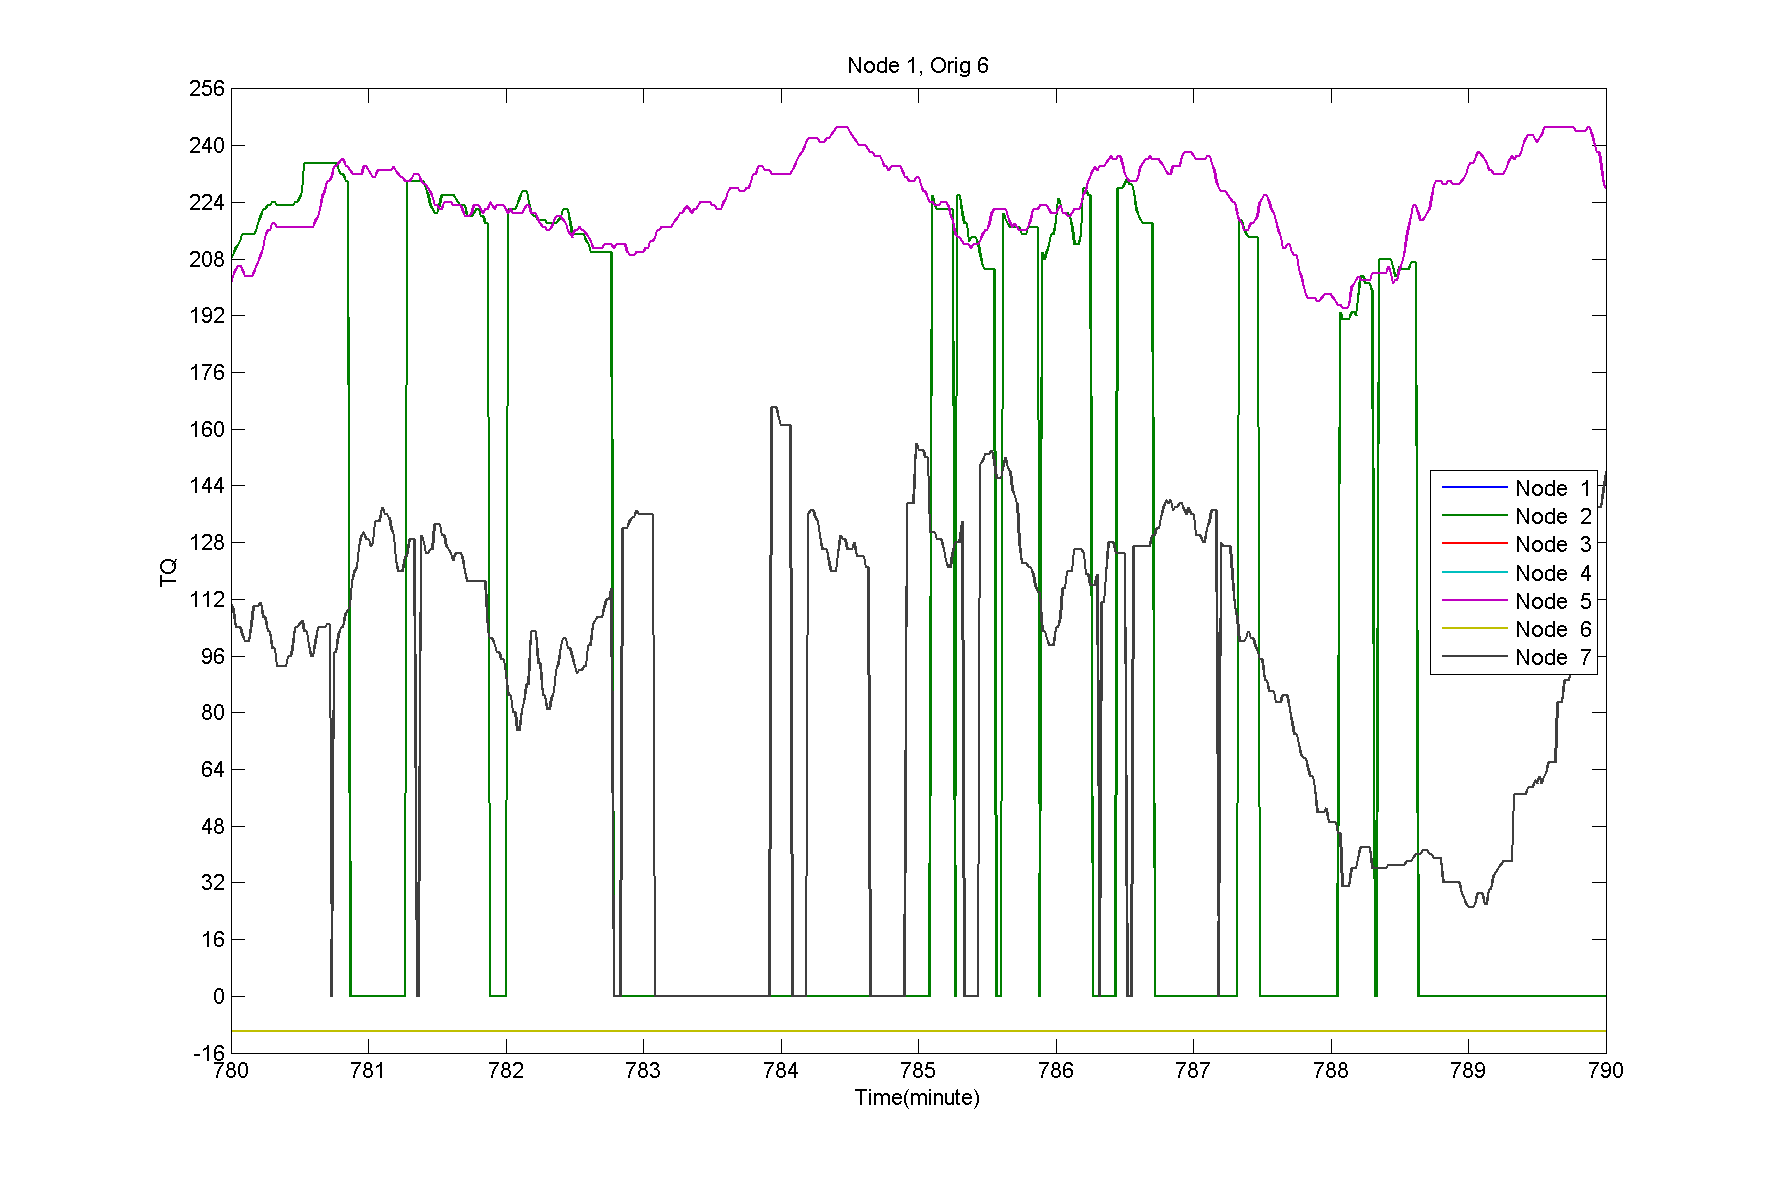 Node 1, Orig 6
256
240
224
208
192
176
160
144
128
112
96
80
64
48
32
16
0
-16
TQ
Node 1
Node 2
Node 3
Node 4
Node 5
Node 6
Node 7
780 781 782 783 784 785 786 787 788 789 790
Time(minute)